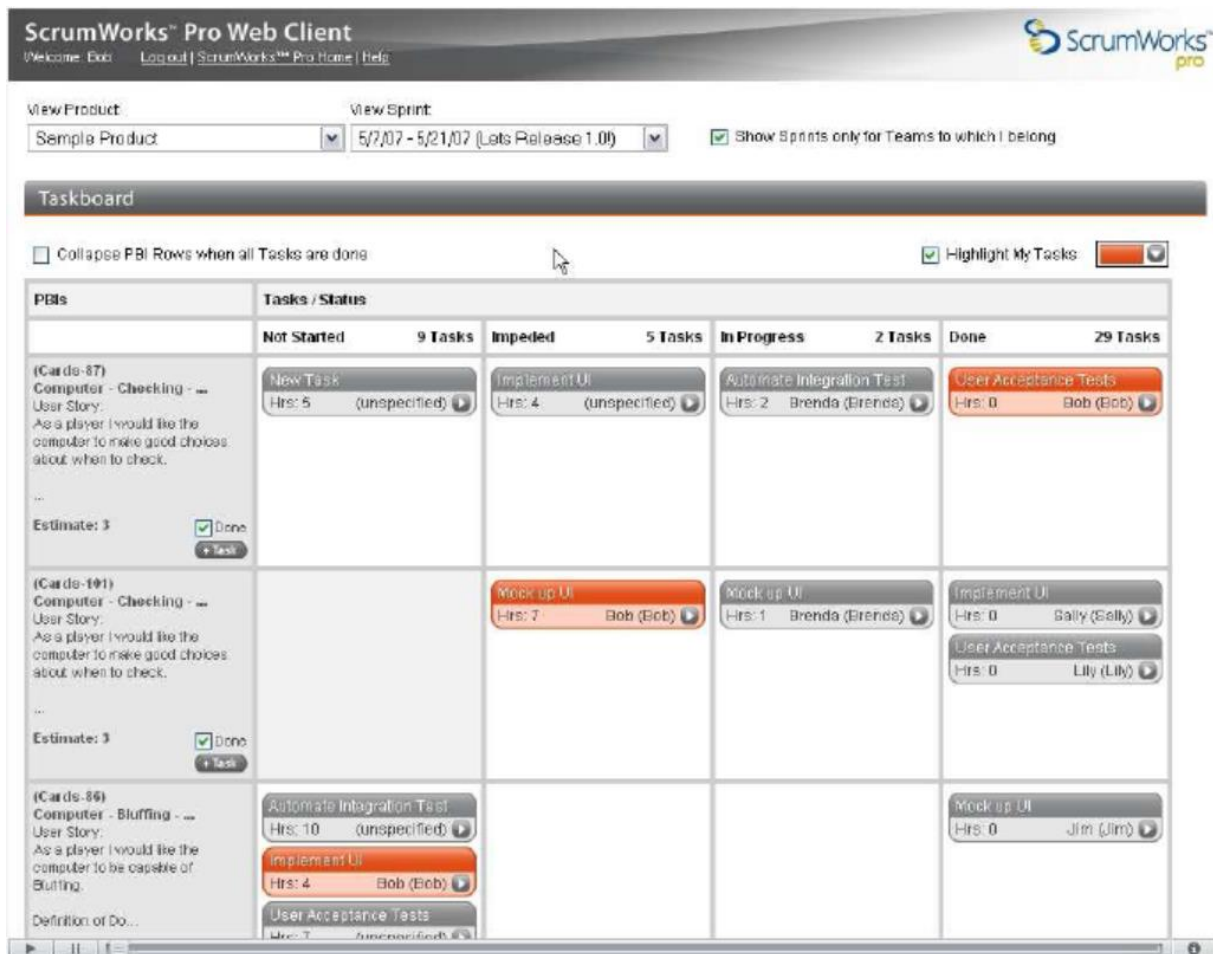 ScrumWorks™ Pro Web Client
Welcome: Bob Log out | ScrumWorks™ Pro Home | Help
ScrumWorks™
pro
View Product:
View Sprint:
Sample Product
5/7/07 - 5/21/07 (Lets Release 1.0!)
Show Sprints only for Teams to which I belong
Taskboard
Collapse PBI Rows when all Tasks are done
Highlight My Tasks
PBIs
Tasks / Status
Not Started 9 Tasks
Impeded 5 Tasks
In Progress 2 Tasks
Done 29 Tasks
(Cards-87)
Computer - Checking - ...
User Story:
As a player I would like the
computer to make good choices
about when to check.
...
Estimate: 3
Done
+ Task
New Task
Hrs: 5 (unspecified)
Implement UI
Hrs: 4 (unspecified)
Automate Integration Test
Hrs: 2 Brenda (Brenda)
User Acceptance Tests
Hrs: 0 Bob (Bob)
(Cards-101)
Computer - Checking - ...
User Story:
As a player I would like the
computer to make good choices
about when to check.
...
Estimate: 3
Done
+ Task
Mock up UI
Hrs: 7 Bob (Bob)
Mock up UI
Hrs: 1 Brenda (Brenda)
Implement UI
Hrs: 0 Sally (Sally)
User Acceptance Tests
Hrs: 0 Lily (Lily)
(Cards-86)
Computer - Bluffing - ...
User Story:
As a player I would like the
computer to be capable of
Bluffing.
Definition of Do...
Automate Integration Test
Hrs: 10 (unspecified)
Implement UI
Hrs: 4 Bob (Bob)
User Acceptance Tests
Hrs: 7 (unspecified)
Mock up UI
Hrs: 0 Jim (Jim)